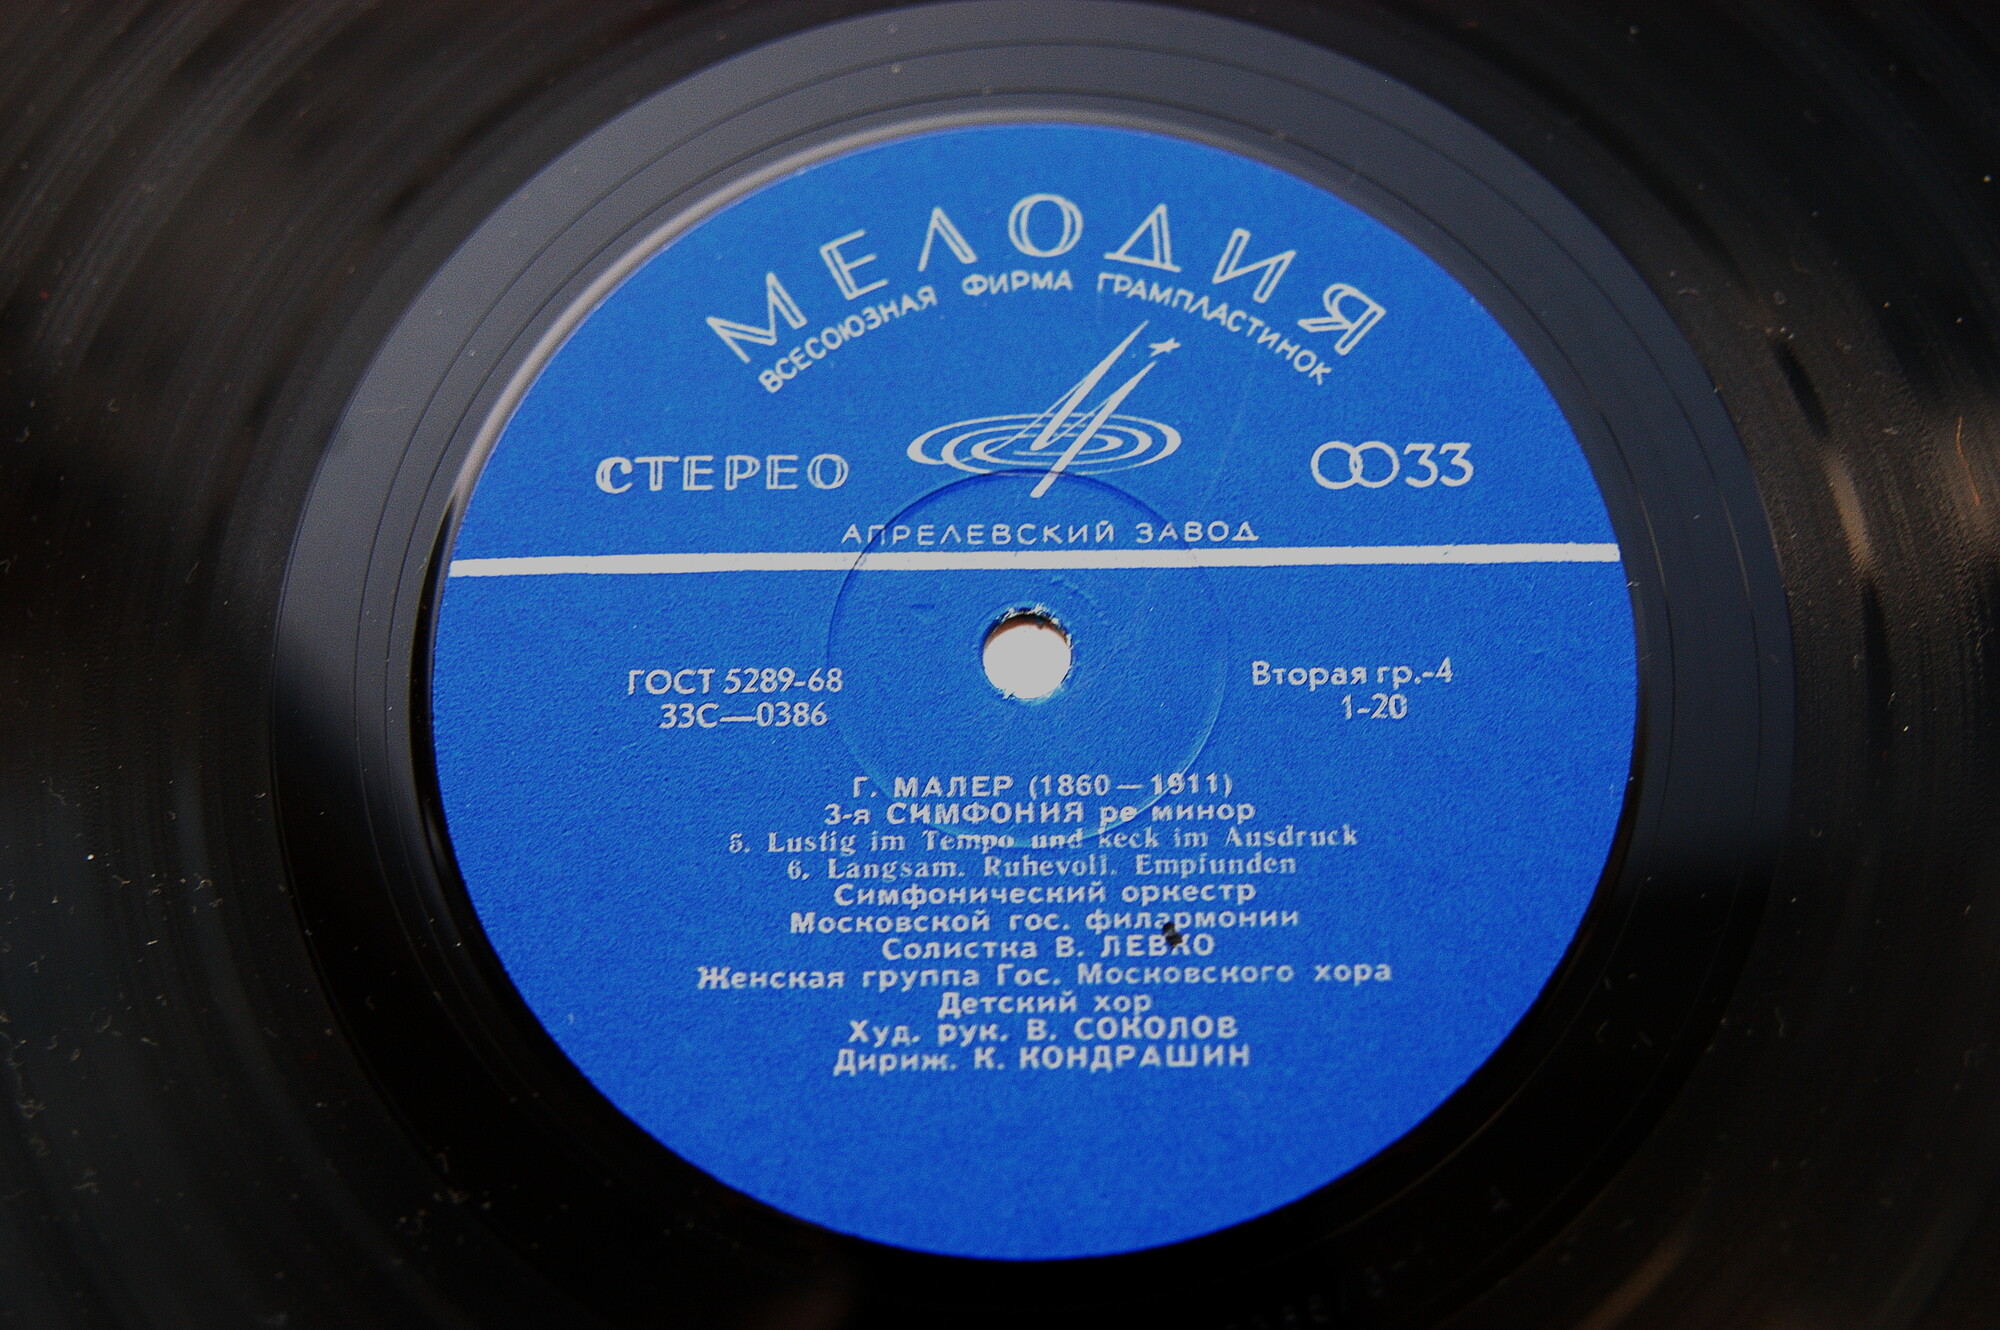 МЕЛОДИЯ
ВСЕСОЮЗНАЯ ФИРМА ГРАМПЛАСТИНОК
СТЕРЕО
33
АПРЕЛЕВСКИЙ ЗАВОД
ГОСТ 5289-68
33С—0386
Вторая гр.-4
1-20
Г. МАЛЕР (1860—1911)
3-я СИМФОНИЯ ре минор
5. Lustig im Tempo und keck im Ausdruck
6. Langsam. Ruhevoll. Empfunden
Симфонический оркестр
Московской гос. филармонии
Солистка В. ЛЕВКО
Женская группа Гос. Московского хора
Детский хор
Худ. рук. В. СОКОЛОВ
Дириж. К. КОНДРАШИН